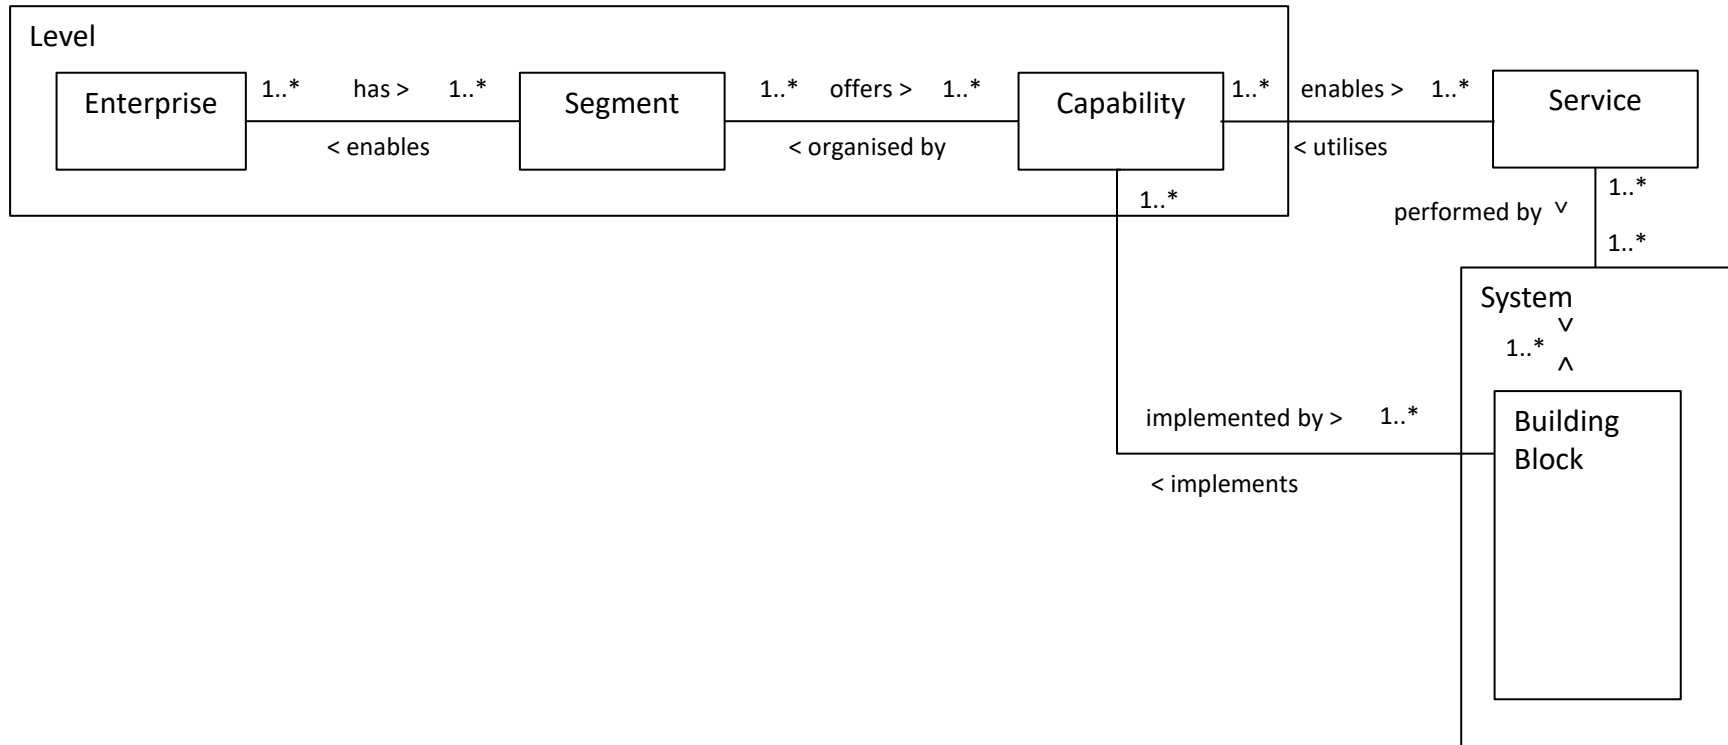 Level
Enterprise
1..* has > 1..*
< enables
Segment
1..* offers > 1..*
< organised by
Capability
1..* enables > 1..*
< utilises
Service
1..*
1..*
performed by ˅
1..*
System
˅
1..*
˄
implemented by > 1..*
< implements
Building
Block